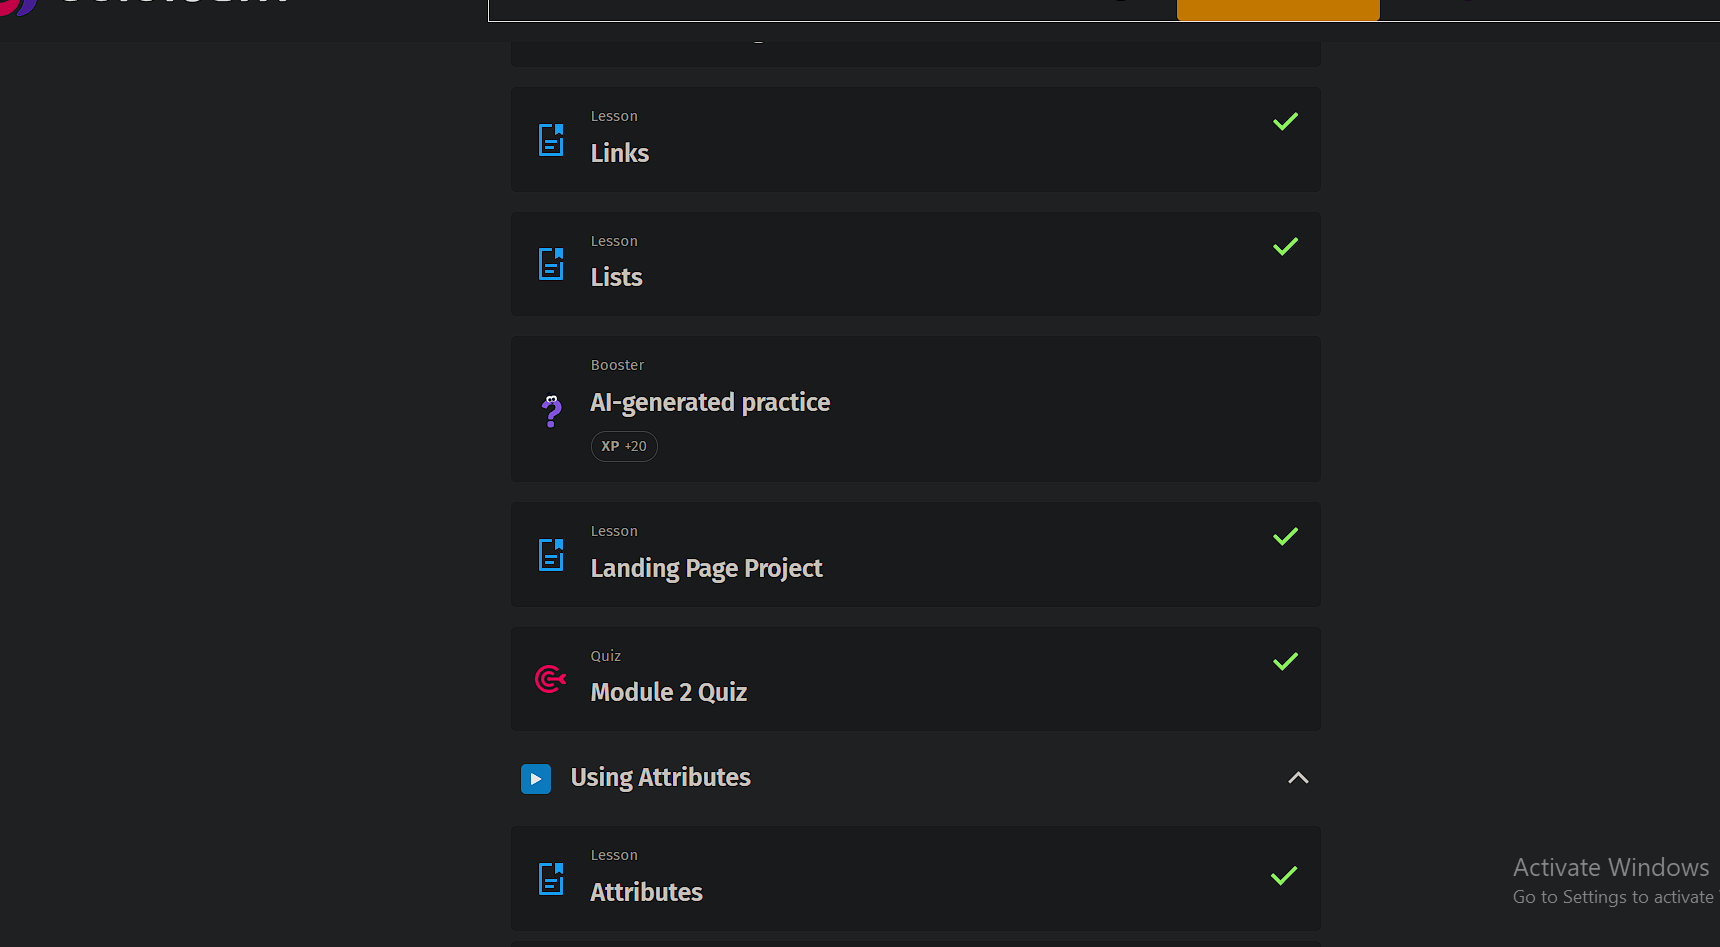 Lesson
Links
Lesson
Lists
Booster
AI-generated practice
XP +20
Lesson
Landing Page Project
Quiz
Module 2 Quiz
Using Attributes
Lesson
Attributes
Activate Windows
Go to Settings to activate